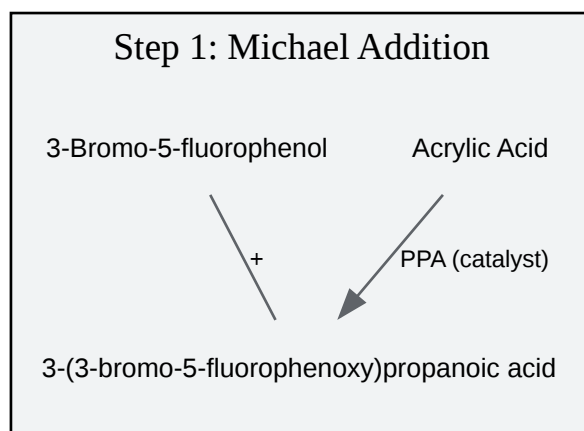 Step 1: Michael Addition
3-Bromo-5-fluorophenol
Acrylic Acid
+
PPA (catalyst)
3-(3-bromo-5-fluorophenoxy)propanoic acid